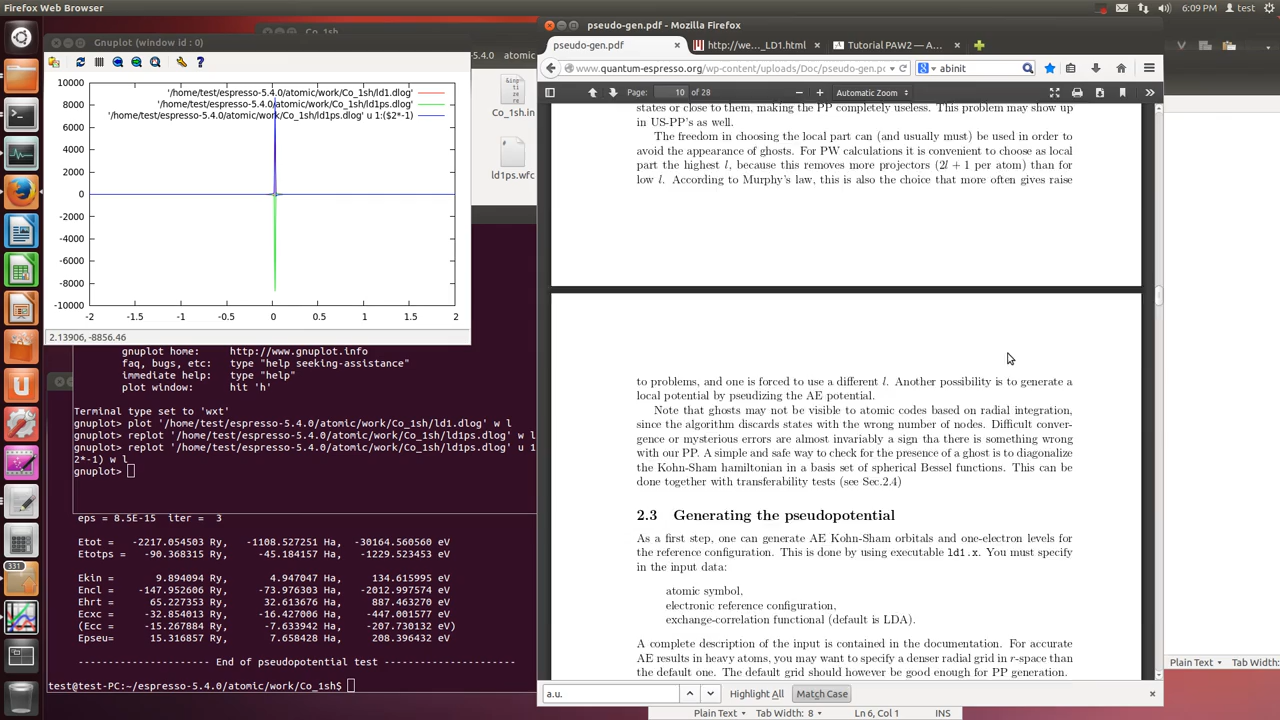 Firefox Web Browser
6:09 PM
test
Co_1sh
Gnuplot (window id : 0)
10000
8000
6000
4000
2000
0
-2000
-4000
-6000
-8000
-10000
-2
-1.5
-1
-0.5
0
0.5
1
1.5
2
'/home/test/espresso-5.4.0/atomic/work/Co_1sh/ld1.dlog'
'/home/test/espresso-5.4.0/atomic/work/Co_1sh/ld1ps.dlog'
'/home/test/espresso-5.4.0/atomic/work/Co_1sh/ld1ps.dlog' u 1:($2*-1)
2.13906, -8856.46
-5.4.0
atomic
Co_1sh.in
ld1ps.wfc
gnuplot home: http://www.gnuplot.info
faq, bugs, etc: type "help seeking-assistance"
immediate help: type "help"
plot window: hit 'h'
Terminal type set to 'wxt'
gnuplot> plot '/home/test/espresso-5.4.0/atomic/work/Co_1sh/ld1.dlog' w l
gnuplot> replot '/home/test/espresso-5.4.0/atomic/work/Co_1sh/ld1ps.dlog' w l
gnuplot> replot '/home/test/espresso-5.4.0/atomic/work/Co_1sh/ld1ps.dlog' u 1
2*-1) w l
gnuplot>
eps = 8.5E-15 iter = 3
Etot = -2217.054503 Ry, -1108.527251 Ha, -30164.560560 eV
Etotps = -90.368315 Ry, -45.184157 Ha, -1229.523453 eV
Ekin = 9.894094 Ry, 4.947047 Ha, 134.615995 eV
Encl = -147.952606 Ry, -73.976303 Ha, -2012.997574 eV
Ehrt = 65.227353 Ry, 32.613676 Ha, 887.463270 eV
Ecxc = -32.854013 Ry, -16.427006 Ha, -447.001577 eV
(Ecc = -15.267884 Ry, -7.633942 Ha, -207.730132 eV)
Epseu= 15.316857 Ry, 7.658428 Ha, 208.396432 eV
---------------------- End of pseudopotential test ----------------------
test@test-PC:~/espresso-5.4.0/atomic/work/Co_1sh$
331
pseudo-gen.pdf - Mozilla Firefox
pseudo-gen.pdf
http://we..._LD1.html
Tutorial PAW2 — A...
www.quantum-espresso.org/wp-content/uploads/Doc/pseudo-gen.pc
abinit
Page: 10 of 28
Automatic Zoom
states or close to them, making the PP completely useless. This problem may show up
in US-PP's as well.
The freedom in choosing the local part can (and usually must) be used in order to
avoid the appearance of ghosts. For PW calculations it is convenient to choose as local
part the highest l, because this removes more projectors (2l + 1 per atom) than for
low l. According to Murphy's law, this is also the choice that more often gives raise
to problems, and one is forced to use a different l. Another possibility is to generate a
local potential by pseudizing the AE potential.
Note that ghosts may not be visible to atomic codes based on radial integration,
since the algorithm discards states with the wrong number of nodes. Difficult conver-
gence or mysterious errors are almost invariably a sign that there is something wrong
with our PP. A simple and safe way to check for the presence of a ghost is to diagonalize
the Kohn-Sham hamiltonian in a basis set of spherical Bessel functions. This can be
done together with transferability tests (see Sec.2.4)
2.3 Generating the pseudopotential
As a first step, one can generate AE Kohn-Sham orbitals and one-electron levels for
the reference configuration. This is done by using executable ld1.x. You must specify
in the input data:
atomic symbol,
electronic reference configuration,
exchange-correlation functional (default is LDA).
A complete description of the input is contained in the documentation. For accurate
AE results in heavy atoms, you may want to specify a denser radial grid in r-space than
the default one. The default grid should however be good enough for PP generation.
a.u.
Highlight All
Match Case
Plain Text
Tab Width:
Plain Text
Tab Width: 8
Ln 6, Col 1
INS